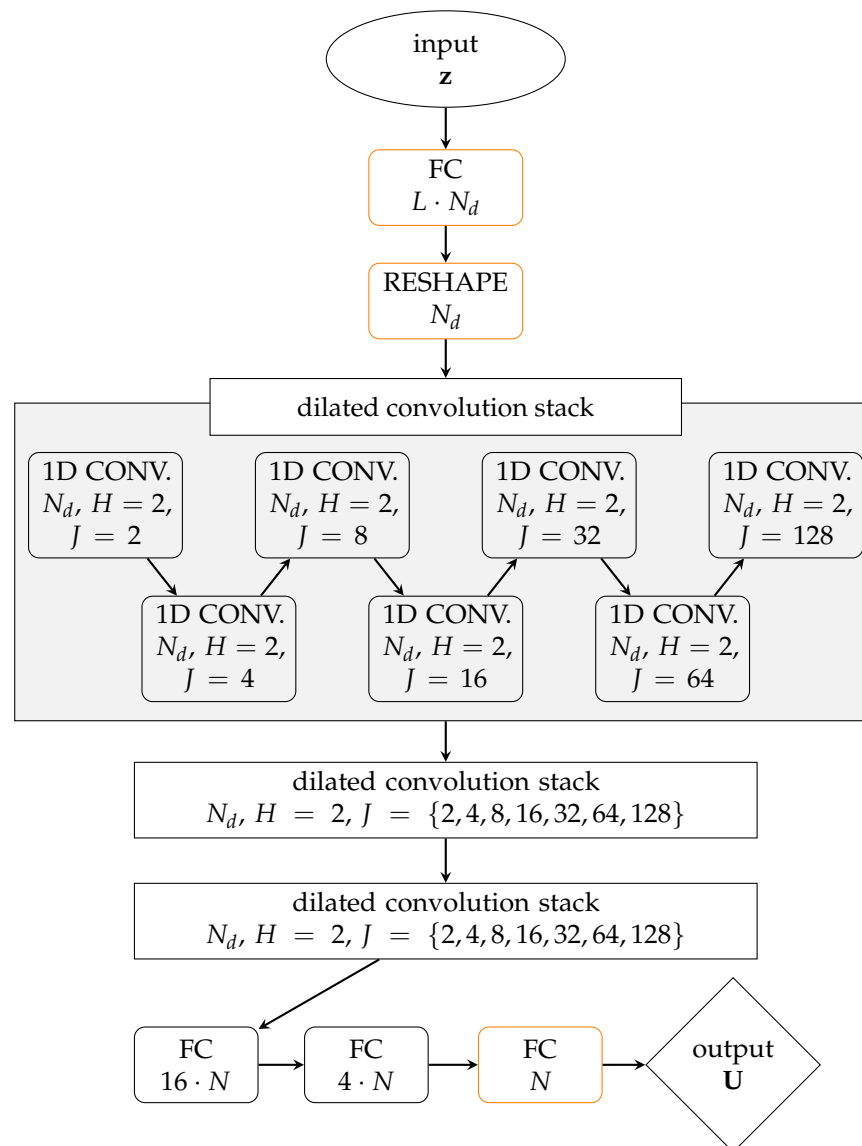 input
z
FC
L · N_d
RESHAPE
N_d
dilated convolution stack
1D CONV.
N_d, H = 2,
J = 2
1D CONV.
N_d, H = 2,
J = 4
1D CONV.
N_d, H = 2,
J = 8
1D CONV.
N_d, H = 2,
J = 16
1D CONV.
N_d, H = 2,
J = 32
1D CONV.
N_d, H = 2,
J = 64
1D CONV.
N_d, H = 2,
J = 128
dilated convolution stack
N_d, H = 2, J = {2, 4, 8, 16, 32, 64, 128}
dilated convolution stack
N_d, H = 2, J = {2, 4, 8, 16, 32, 64, 128}
FC
16 · N
FC
4 · N
FC
N
output
U